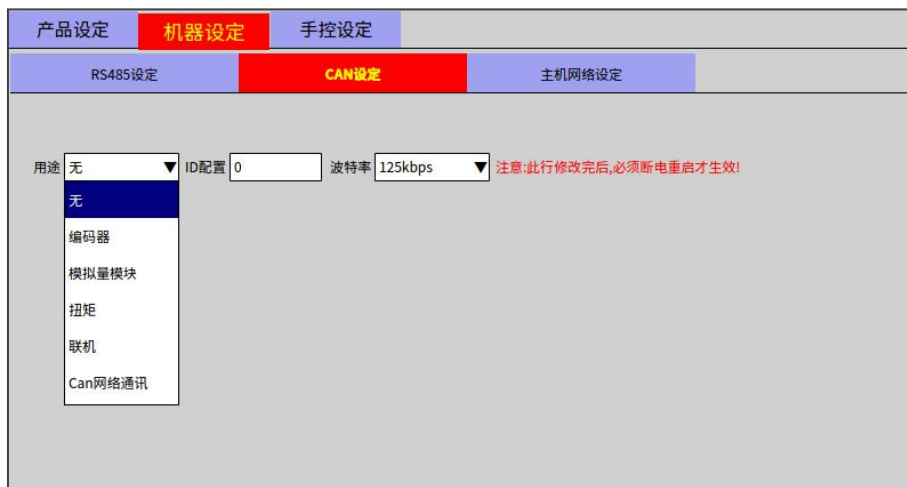 产品设定 机器设定 手控设定
RS485设定 CAN设定 主机网络设定
用途 无 ▼ ID配置 0 波特率 125kbps ▼ 注意:此行修改完后,必须断电重启才生效!
无
编码器
模拟量模块
扭矩
联机
Can网络通讯